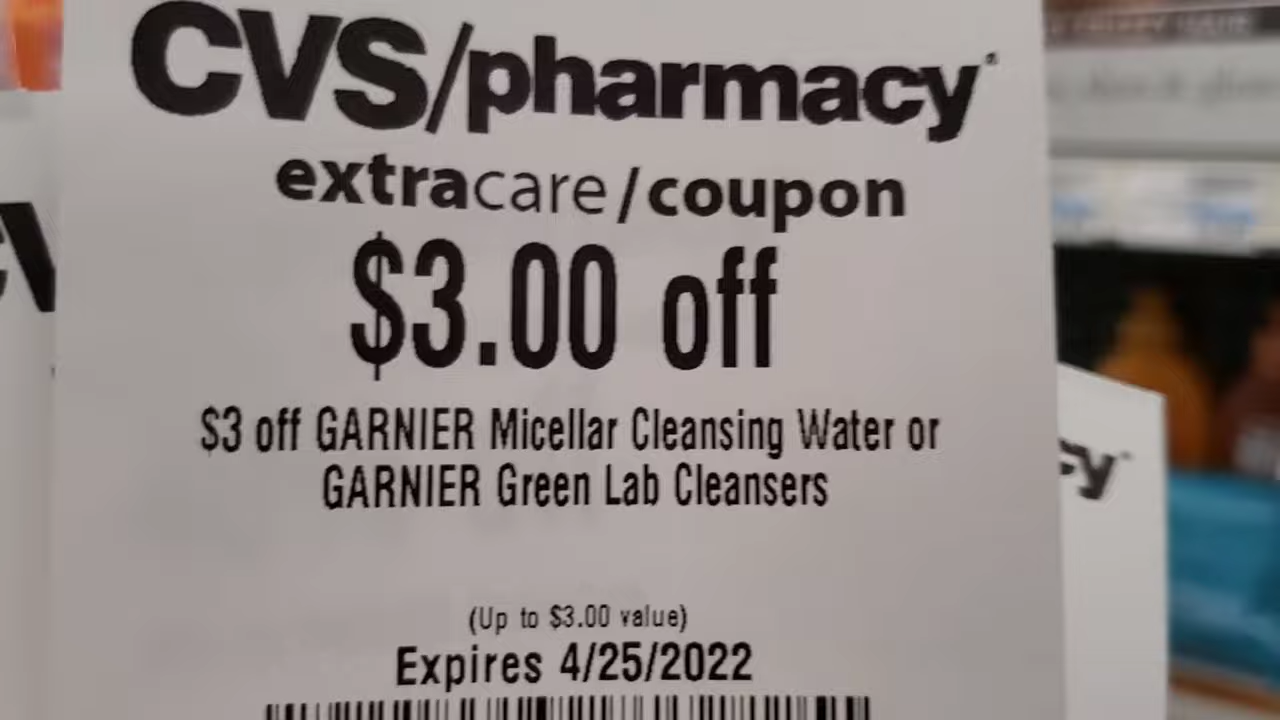 CVS/pharmacy
extracare/coupon
$3.00 off
$3 off GARNIER Micellar Cleansing Water or
GARNIER Green Lab Cleansers
(Up to $3.00 value)
Expires 4/25/2022
cy